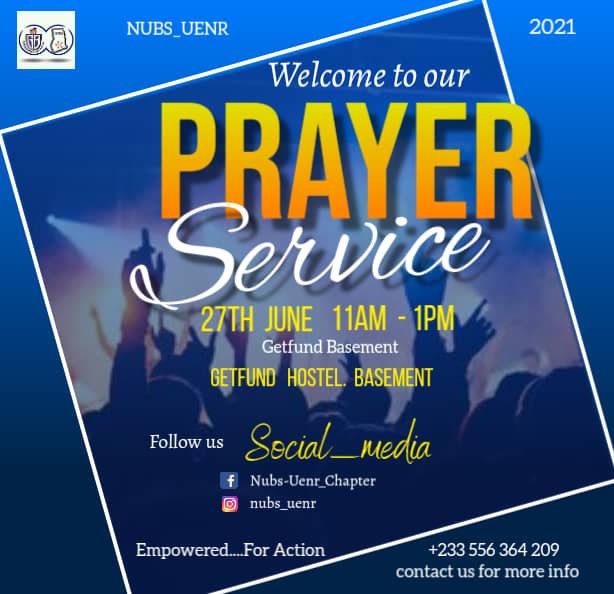 NUBS_UENR
2021
Welcome to our
PRAYER
Service
27TH JUNE 11AM - 1PM
Getfund Basement
GETFUND HOSTEL. BASEMENT
Follow us Social_media
Nubs-Uenr_Chapter
nubs_uenr
Empowered....For Action
+233 556 364 209
contact us for more info